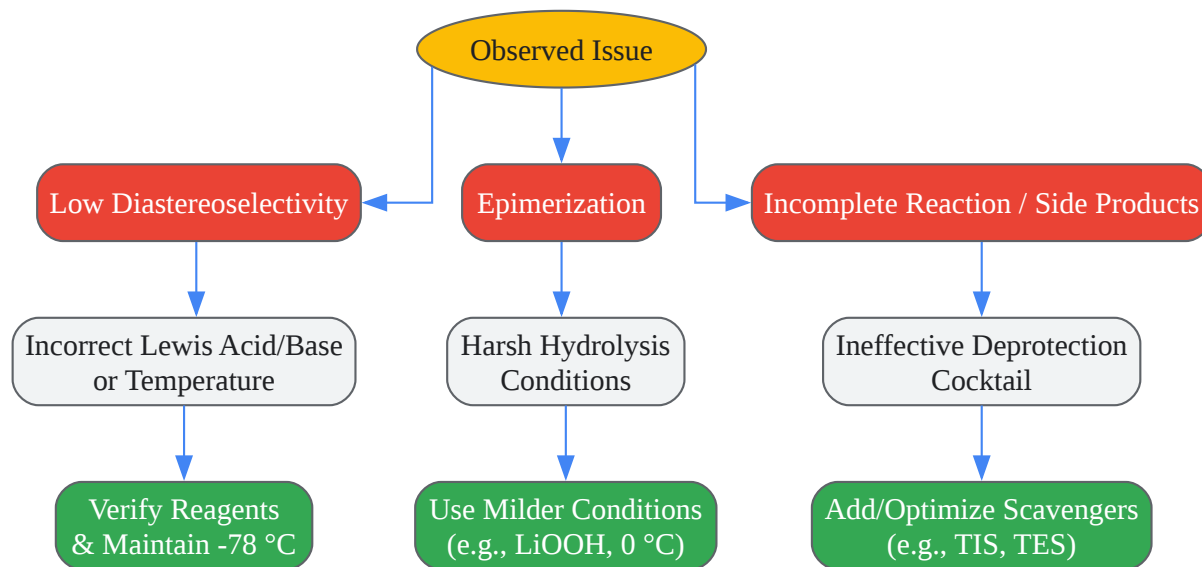 Observed Issue
Low Diastereoselectivity
Epimerization
Incomplete Reaction / Side Products
Incorrect Lewis Acid/Base
or Temperature
Harsh Hydrolysis
Conditions
Ineffective Deprotection
Cocktail
Verify Reagents
& Maintain -78 °C
Use Milder Conditions
(e.g., LiOOH, 0 °C)
Add/Optimize Scavengers
(e.g., TIS, TES)